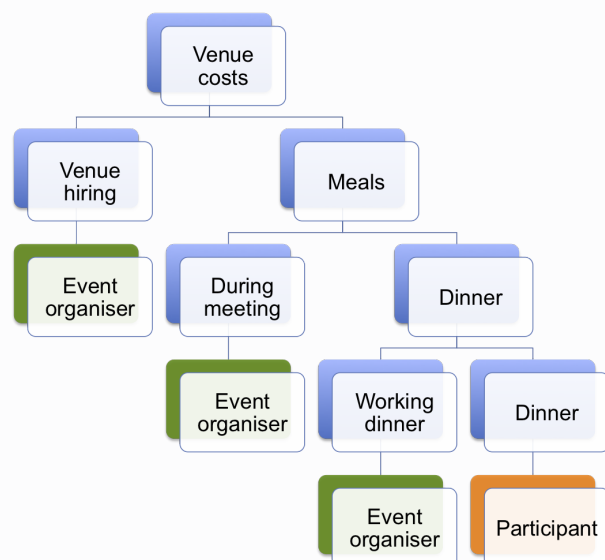 Venue
costs
Venue
hiring
Meals
Event
organiser
During
meeting
Dinner
Event
organiser
Working
dinner
Dinner
Event
organiser
Participant